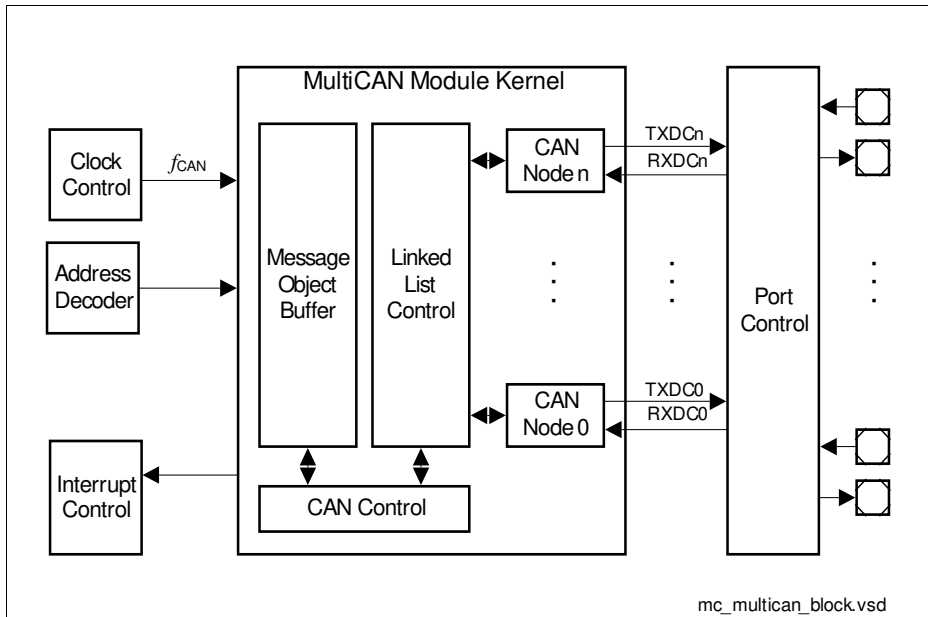 MultiCAN Module Kernel
Clock
Control
fCAN
Address
Decoder
Interrupt
Control
Message
Object
Buffer
Linked
List
Control
CAN Control
CAN
Node n
TXDCn
RXDCn
CAN
Node 0
TXDC0
RXDC0
Port
Control
mc_multican_block.vsd